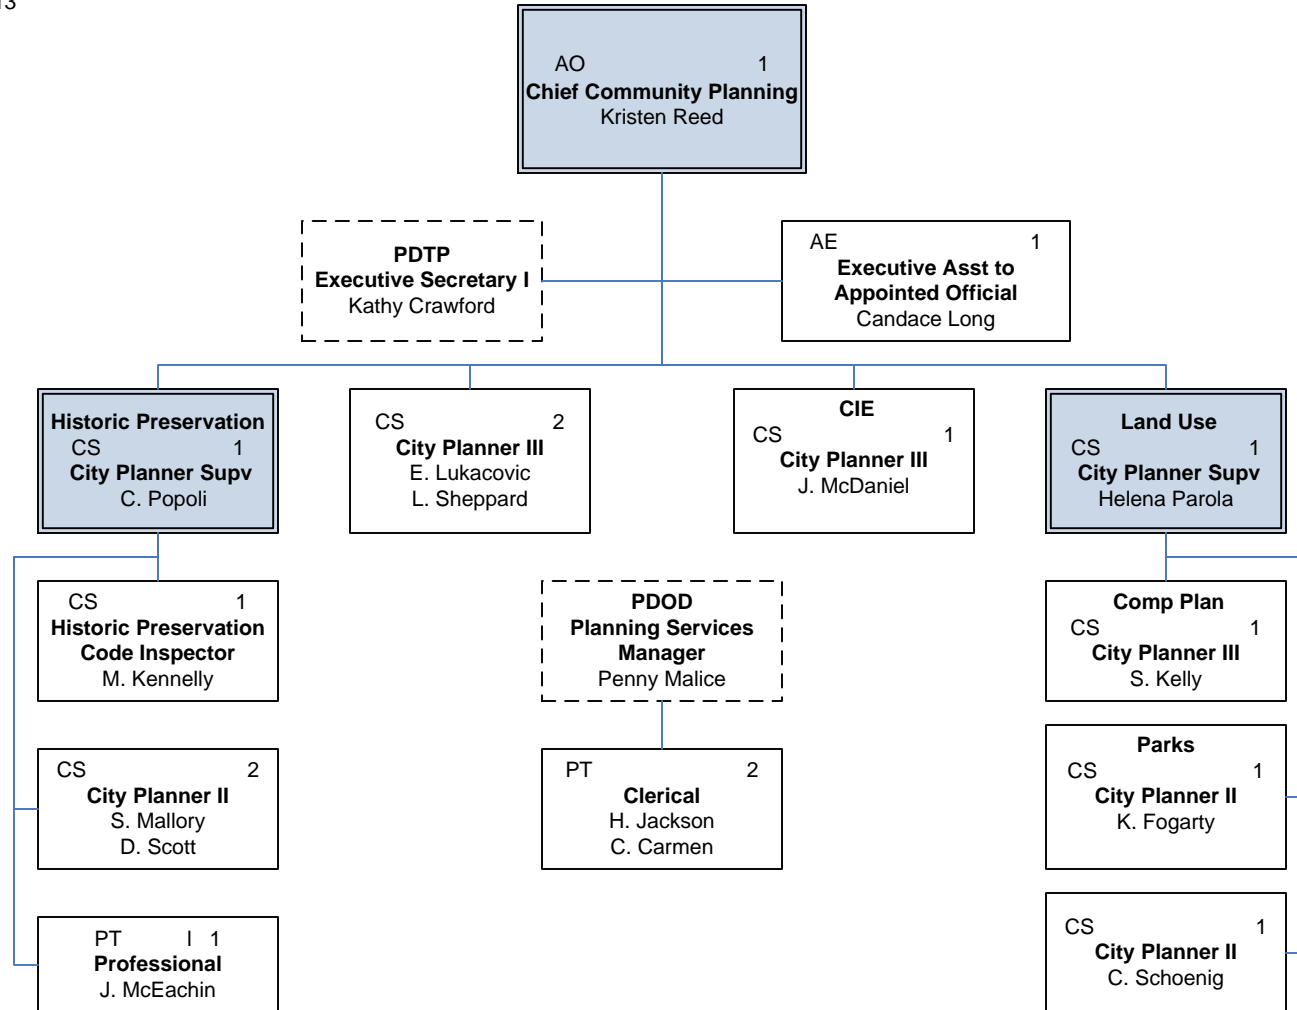 13
AO 1
Chief Community Planning
Kristen Reed
PDTP
Executive Secretary I
Kathy Crawford
AE 1
Executive Asst to
Appointed Official
Candace Long
Historic Preservation
CS 1
City Planner Supv
C. Popoli
CS 2
City Planner III
E. Lukacovic
L. Sheppard
CIE
CS 1
City Planner III
J. McDaniel
Land Use
CS 1
City Planner Supv
Helena Parola
CS 1
Historic Preservation
Code Inspector
M. Kennelly
PDOD
Planning Services
Manager
Penny Malice
Comp Plan
CS 1
City Planner III
S. Kelly
CS 2
City Planner II
S. Mallory
D. Scott
PT 2
Clerical
H. Jackson
C. Carmen
Parks
CS 1
City Planner II
K. Fogarty
PT I 1
Professional
J. McEachin
CS 1
City Planner II
C. Schoenig